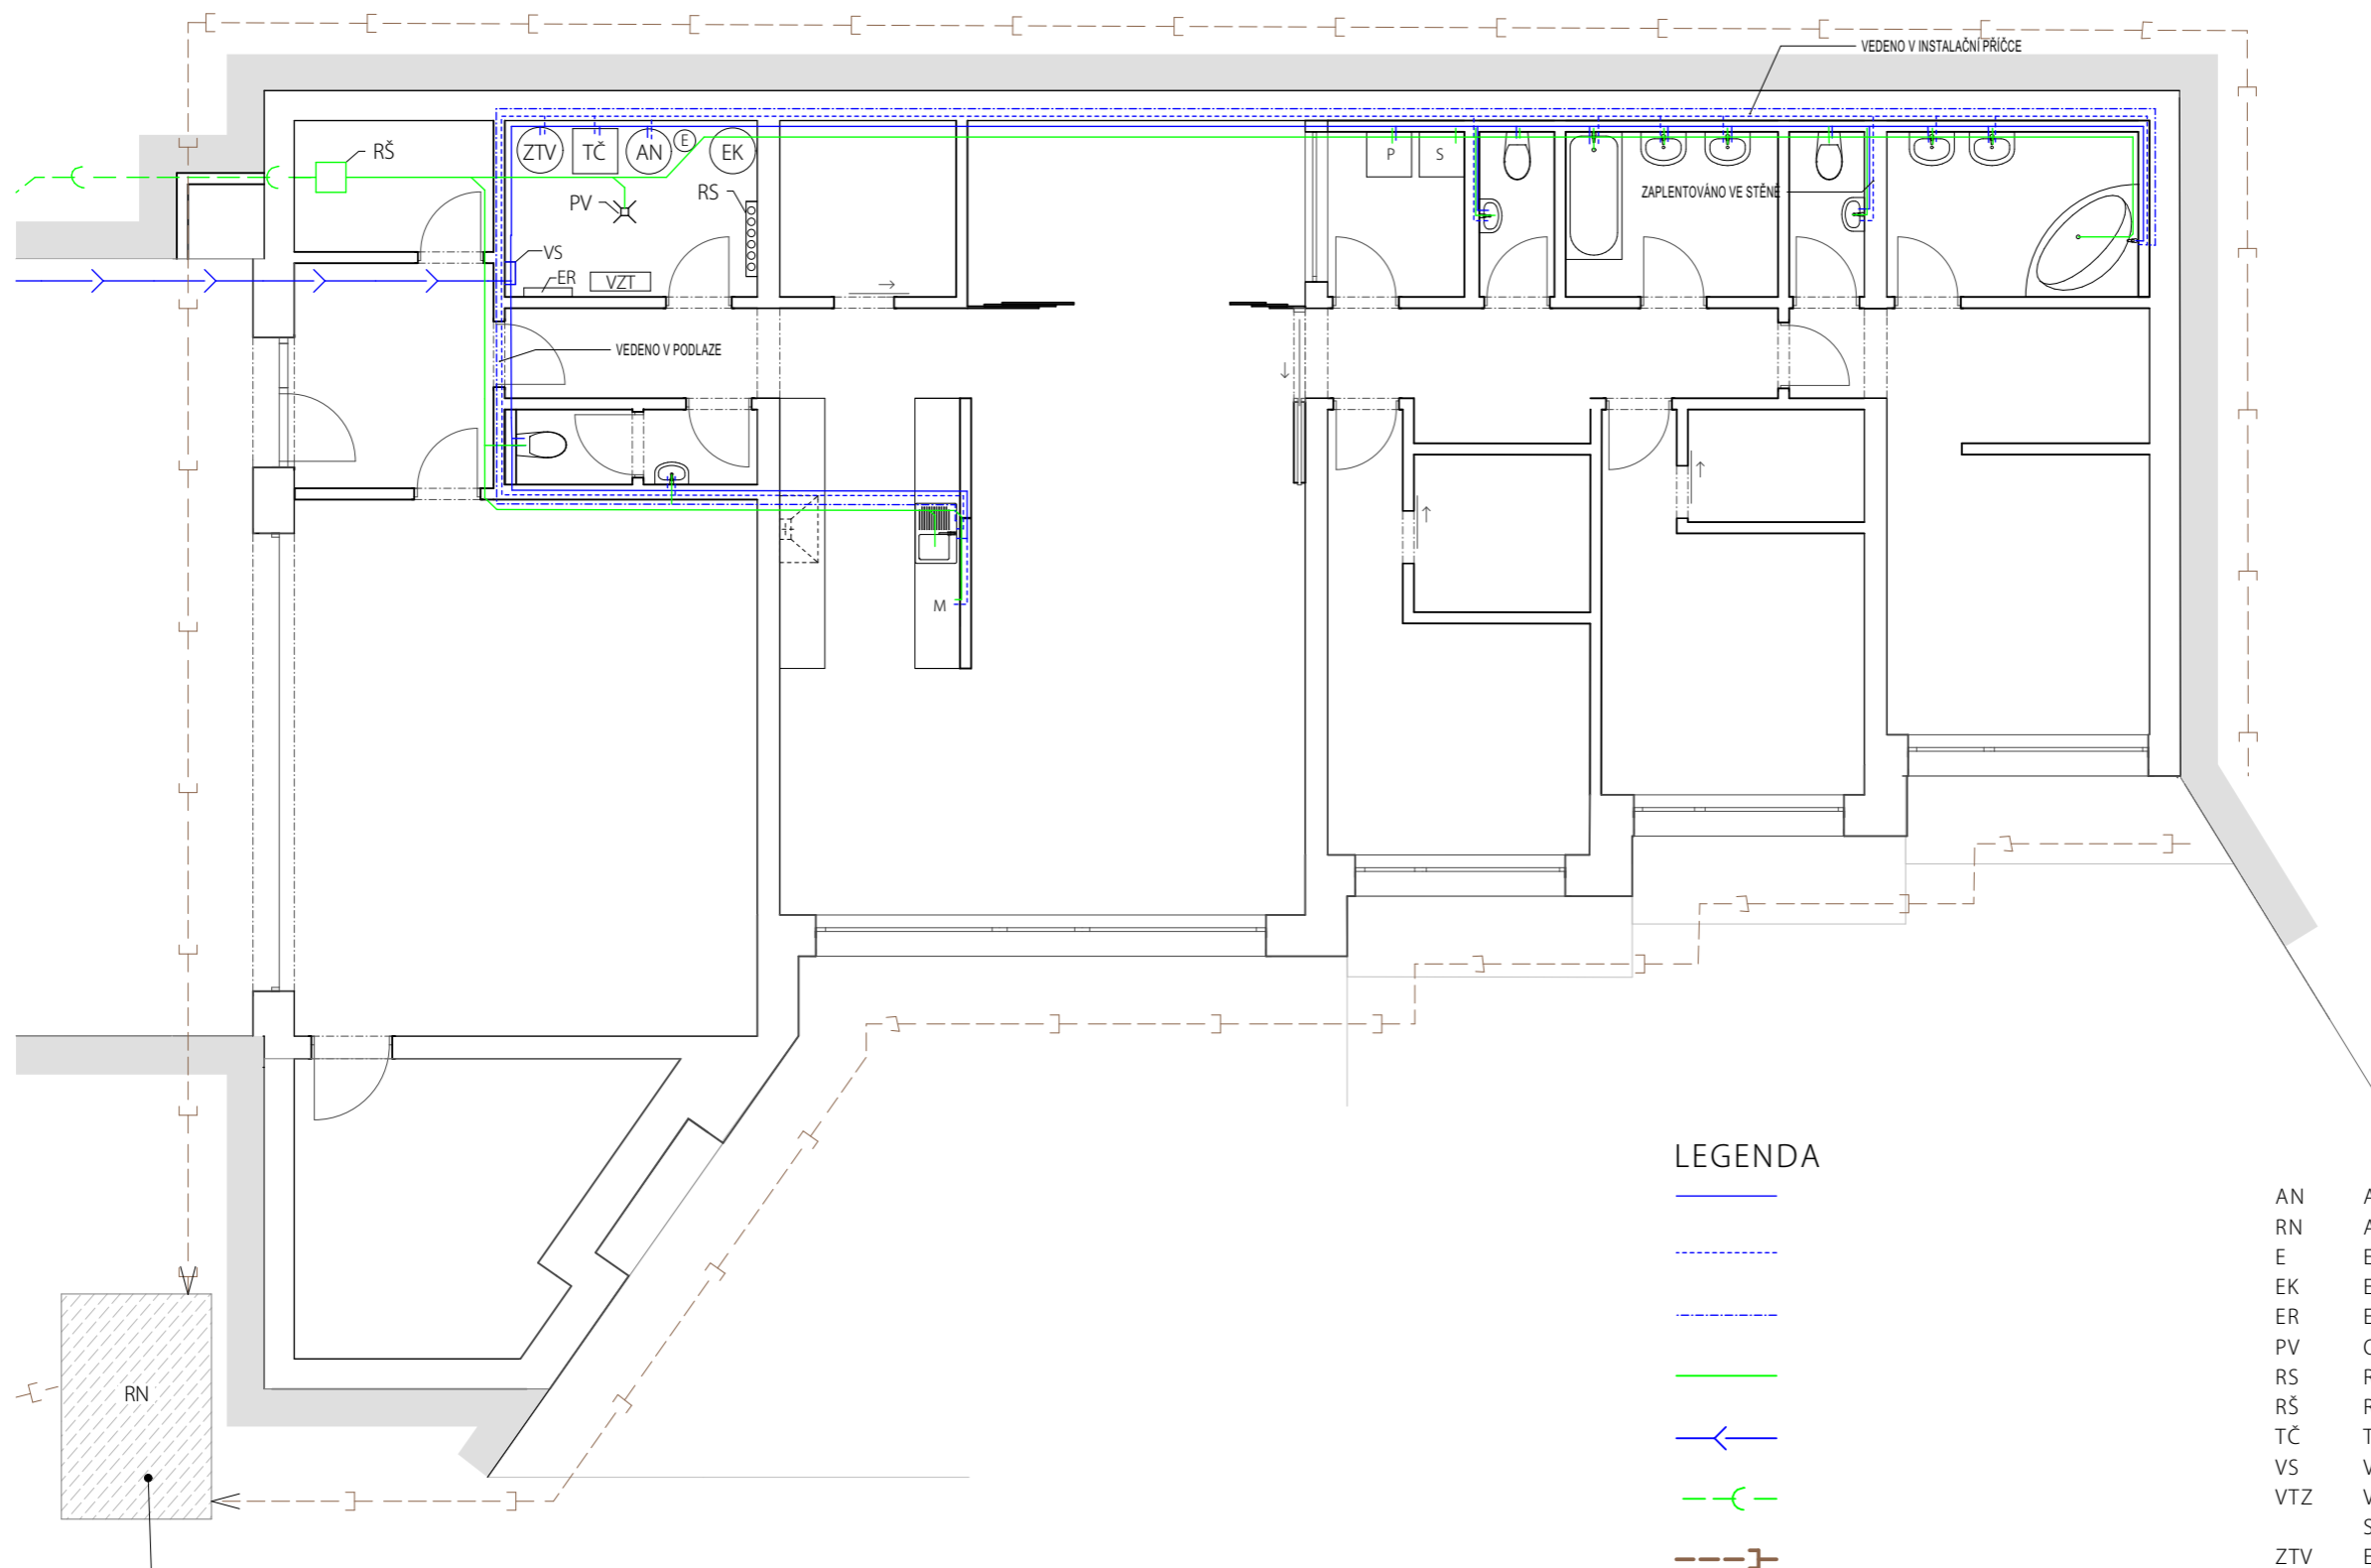 VEDENO V INSTALAČNÍ PŘÍČCE
RŠ
ZTV
TČ
AN
E
EK
P
S
PV
RS
ZAPLENTOVÁNO VE STĚNĚ
VS
ER
VZT
VEDENO V PODLAZE
M
LEGENDA
AN A
RN A
E E
EK E
ER E
PV
RS R
RŠ R
TČ T
VS V
VTZ V
S
ZTV E
RN